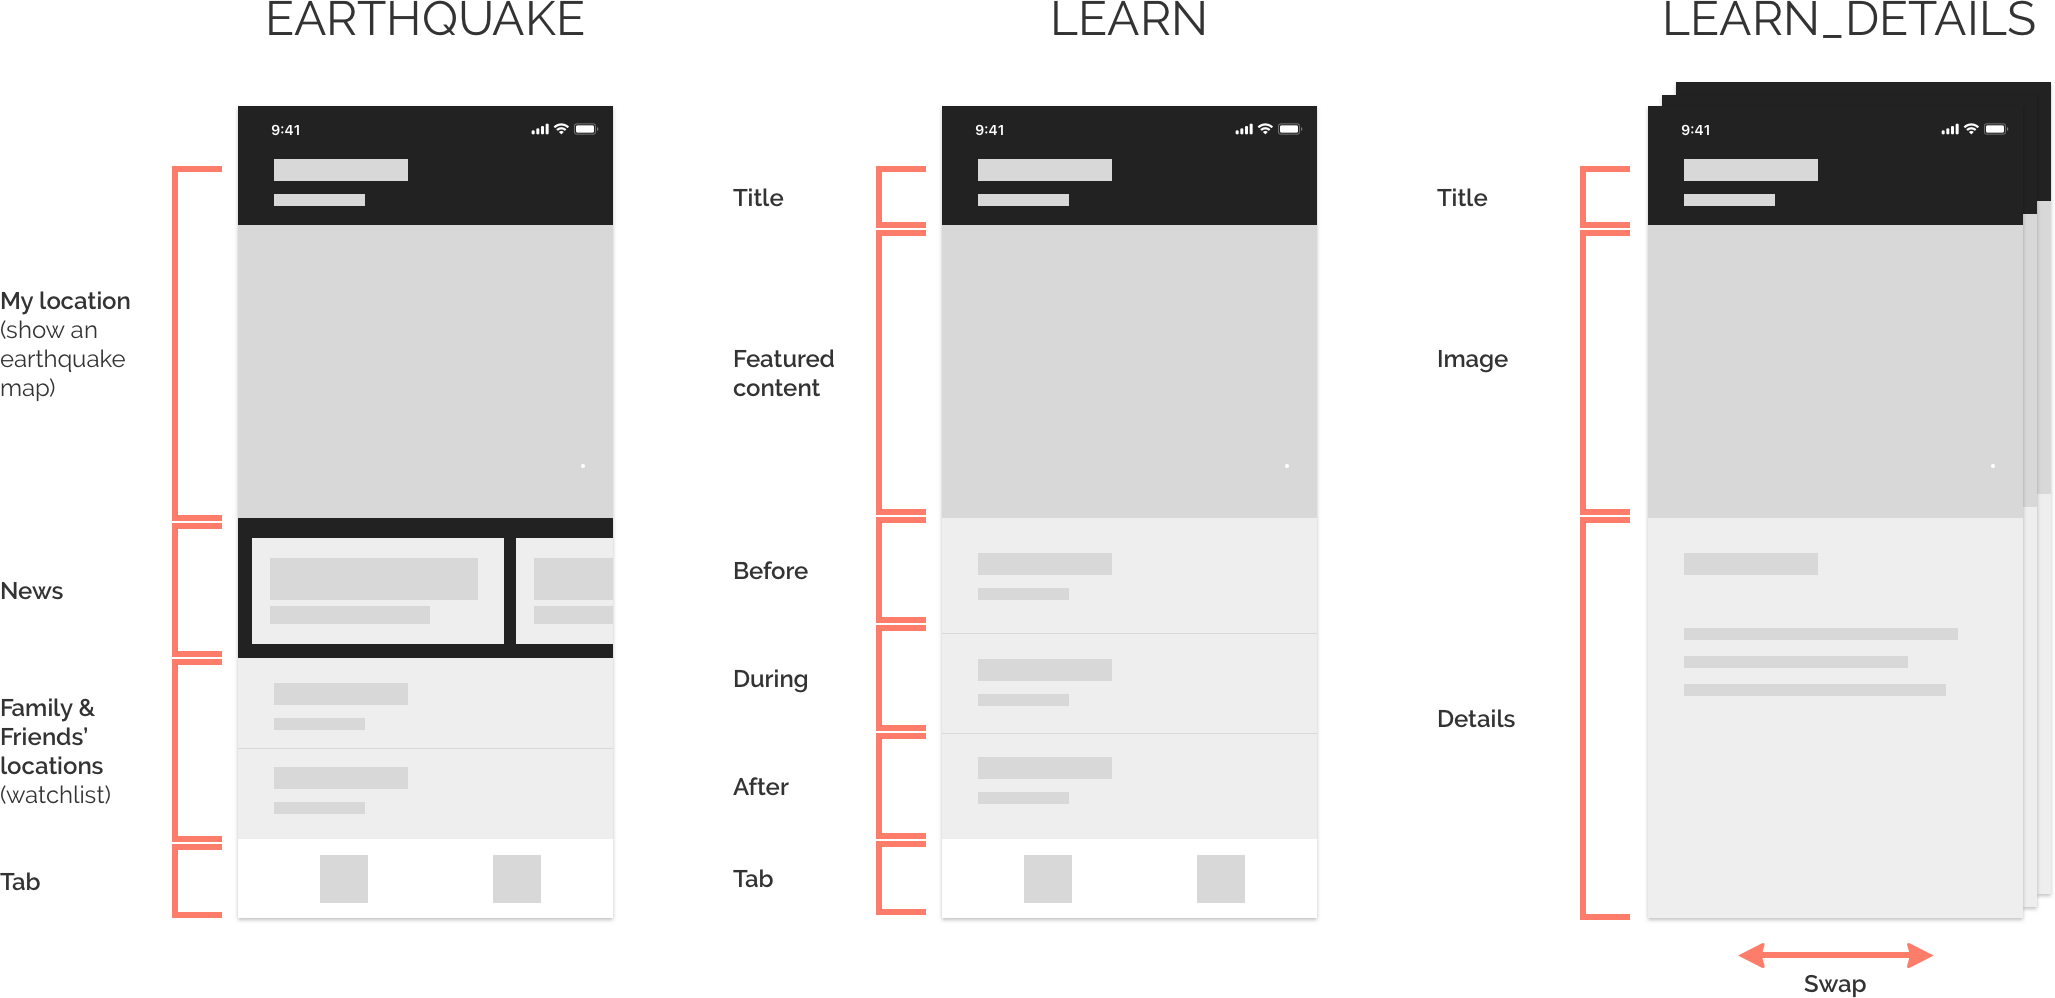 EARTHQUAKE
9:41
My location
(show an
earthquake
map)
News
Family &
Friends’
locations
(watchlist)
Tab
LEARN
9:41
Title
Featured
content
Before
During
After
Tab
LEARN_DETAILS
9:41
Title
Image
Details
Swap